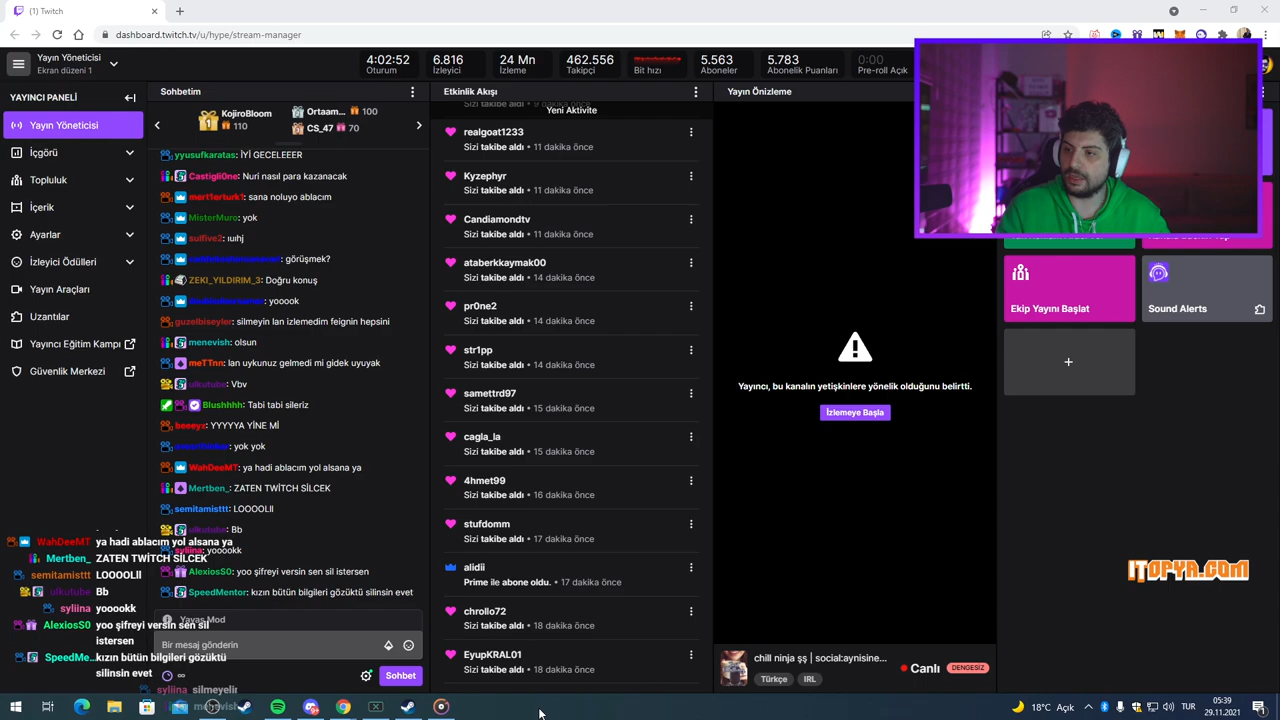 (1) Twitch
dashboard.twitch.tv/u/hype/stream-manager
Yayın Yöneticisi
Ekran düzeni 1
4:02:52
Oturum
6.816
İzleyici
24 Mn
İzleme
462.556
Takipçi
Bit hızı
5.563
Aboneler
5.783
Abonelik Puanları
0:00
Pre-roll Açık
YAYINCI PANELİ
Yayın Yöneticisi
İçgörü
Topluluk
İçerik
Ayarlar
İzleyici Ödülleri
Yayın Araçları
Uzantılar
Yayıncı Eğitim Kampı
Güvenlik Merkezi
Sohbetim
1
KojiroBloom
110
Ortaam... 100
CS_47 70
yyusufkaratas: İYİ GECELEEER
Castigli0ne: Nuri nasıl para kazanacak
mert1erturk1: sana noluyo ablacım
MisterMuro: yok
sulfive2: ıuıhj
görüşmek?
ZEKI_YILDIRIM_3: Doğru konuş
yooook
guzelbiseyler: silmeyin lan izlemedim feignin hepsini
menevish: olsun
meTTnn: lan uykunuz gelmedi mi gidek uyuyak
ulkutube: Vbv
Blushhhh: Tabi tabi sileriz
beeeyx: YYYYYA YİNE Mİ
yok yok
WahDeeMT: ya hadi ablacım yol alsana ya
Mertben_: ZATEN TWİTCH SİLCEK
semitamisttt: LOOOOLII
ulkutube: Bb
syliina: yooookk
AlexiosS0: yoo şifreyi versin sen sil istersen
SpeedMentor: kızın bütün bilgileri gözüktü silinsin evet
Yavaş Mod
Bir mesaj gönderin
∞
Sohbet
WahDeeMT ya hadi ablacım yol alsana ya
Mertben_ ZATEN TWİTCH SİLCEK
semitamisttt LOOOOLII
ulkutube Bb
syliina yooookk
AlexiosS0 yoo şifreyi versin sen sil
istersen
SpeedMe... kızın bütün bilgileri gözüktü
silinsin evet
syliina silmeyelir
Etkinlik Akışı
Sizi takibe aldı • 9 dakika önce
Yeni Aktivite
realgoat1233
Sizi takibe aldı • 11 dakika önce
Kyzephyr
Sizi takibe aldı • 11 dakika önce
Candiamondtv
Sizi takibe aldı • 11 dakika önce
ataberkkaymak00
Sizi takibe aldı • 14 dakika önce
pr0ne2
Sizi takibe aldı • 14 dakika önce
str1pp
Sizi takibe aldı • 14 dakika önce
samettrd97
Sizi takibe aldı • 15 dakika önce
cagla_la
Sizi takibe aldı • 15 dakika önce
4hmet99
Sizi takibe aldı • 16 dakika önce
stufdomm
Sizi takibe aldı • 17 dakika önce
alidii
Prime ile abone oldu. • 17 dakika önce
chrollo72
Sizi takibe aldı • 18 dakika önce
EyupKRAL01
Sizi takibe aldı • 18 dakika önce
Yayın Önizleme
Yayıncı, bu kanalın yetişkinlere yönelik olduğunu belirtti.
İzlemeye Başla
chill ninja şş | social:aynisine...
Türkçe
IRL
Canlı
DENGESİZ
Ekip Yayını Başlat
Sound Alerts
+
ITOPYA.COM
18°C Açık
TUR
05:39
29.11.2021
1